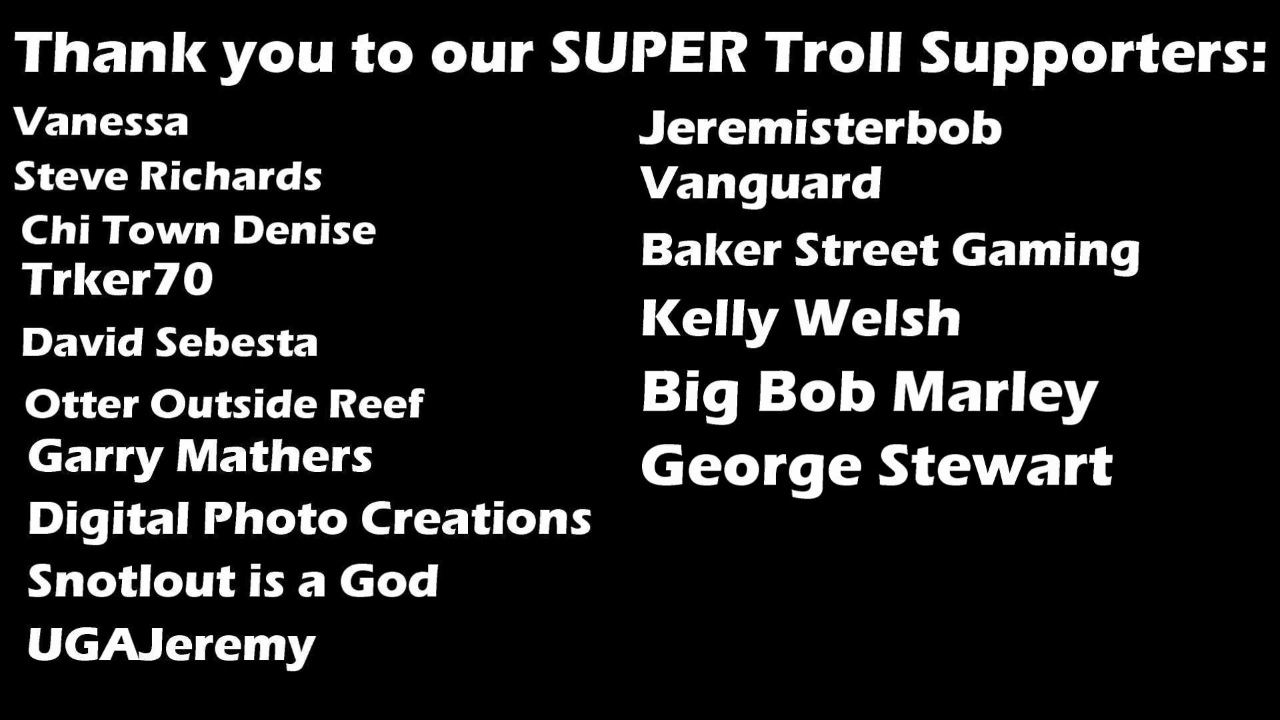 Thank you to our SUPER Troll Supporters:
Vanessa
Steve Richards
Chi Town Denise
Trker70
David Sebesta
Otter Outside Reef
Garry Mathers
Digital Photo Creations
Snotlout is a God
UGAJeremy
Jeremisterbob
Vanguard
Baker Street Gaming
Kelly Welsh
Big Bob Marley
George Stewart